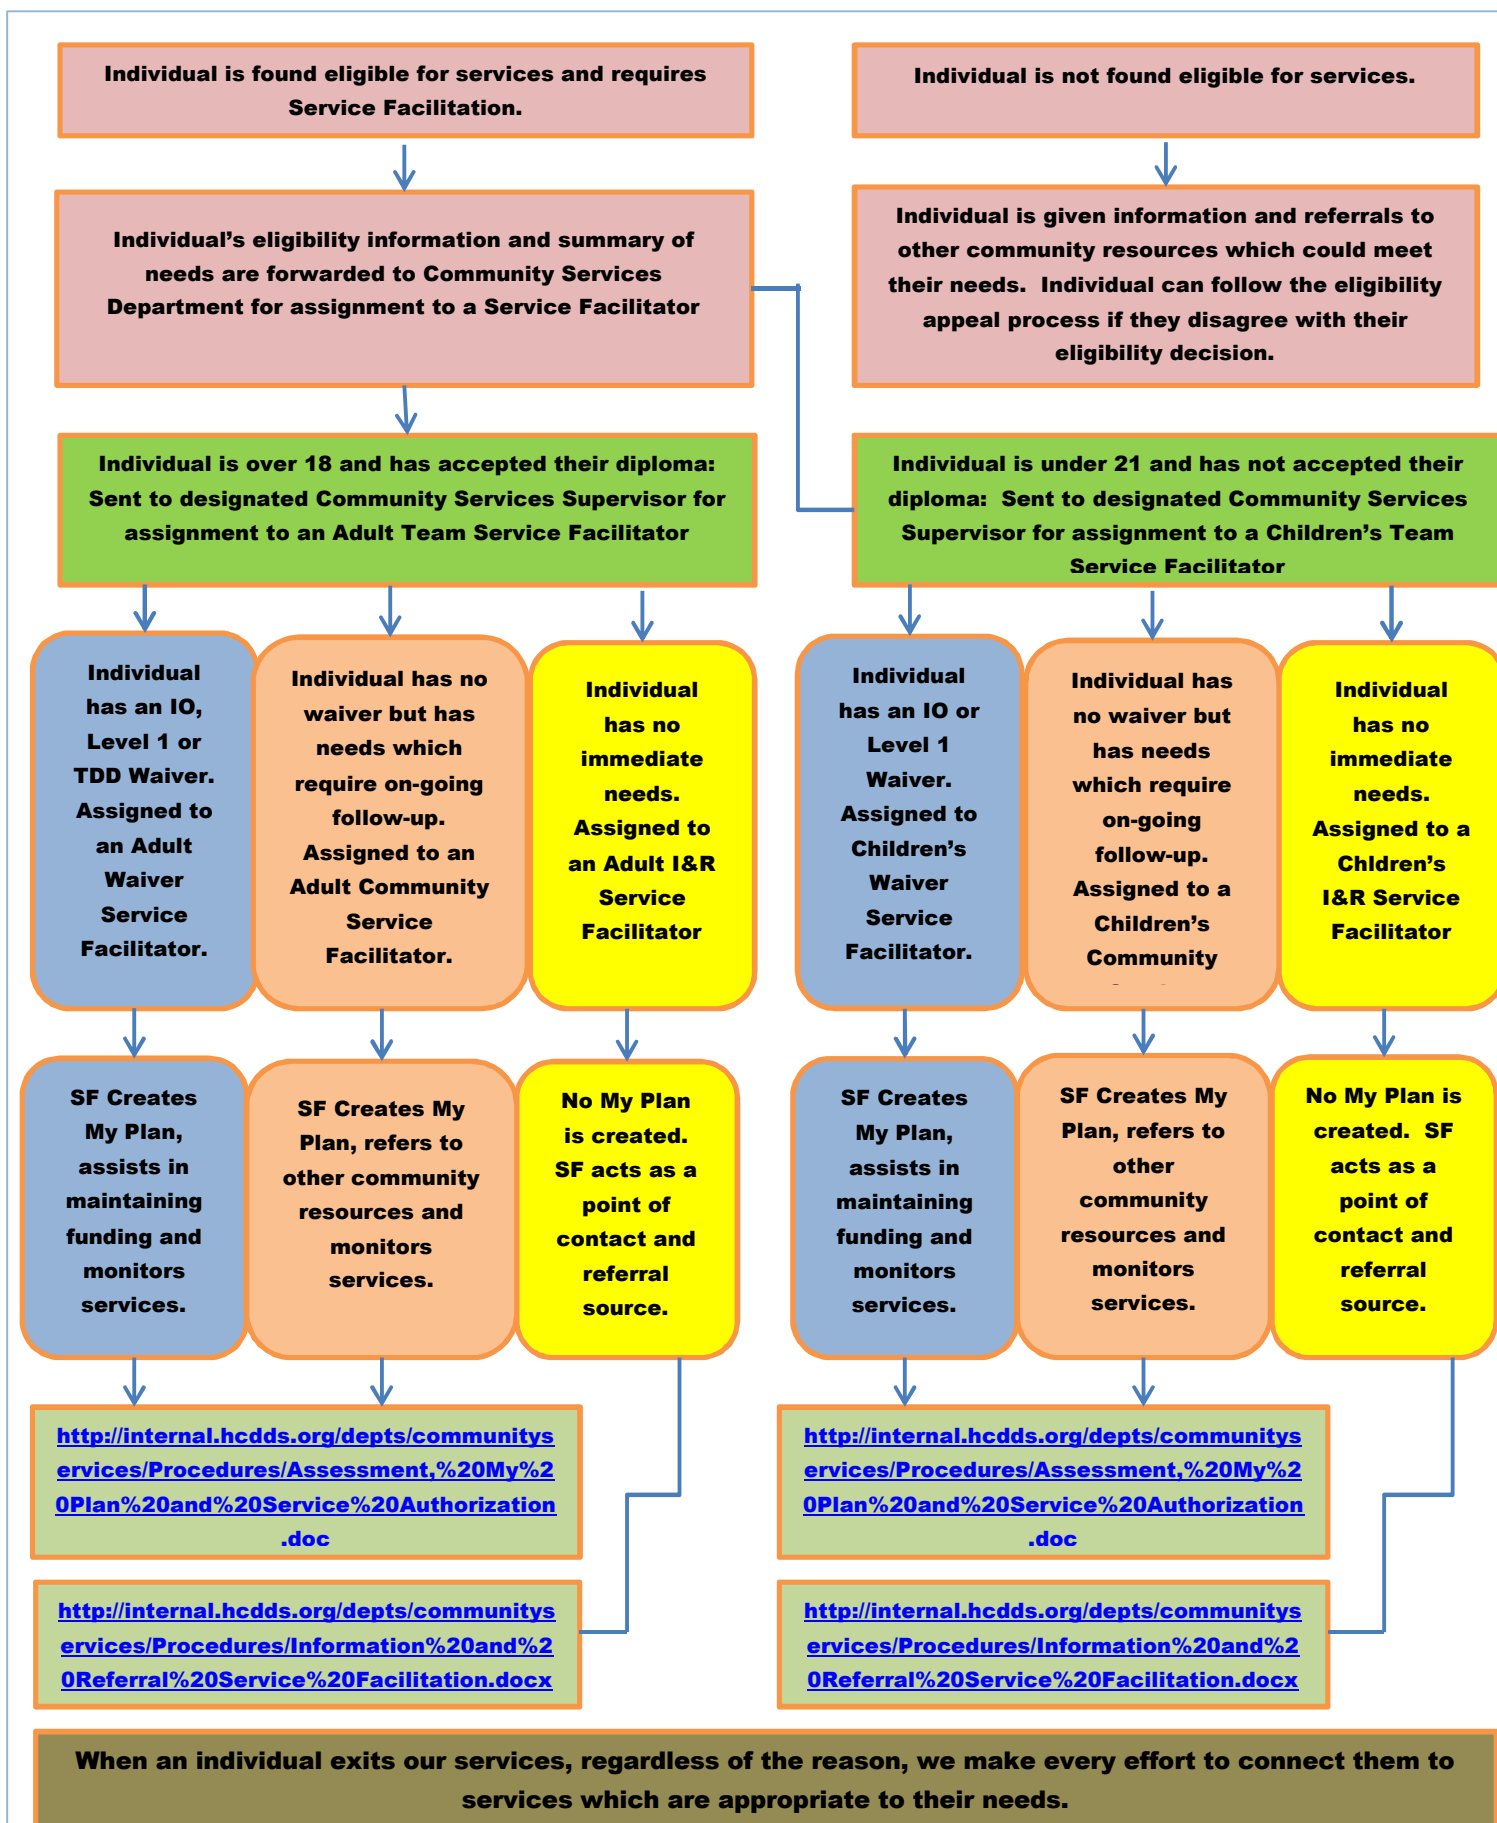 Individual is found eligible for services and requires
Service Facilitation.
Individual is not found eligible for services.
Individual's eligibility information and summary of
needs are forwarded to Community Services
Department for assignment to a Service Facilitator
Individual is given information and referrals to
other community resources which could meet
their needs.  Individual can follow the eligibility
appeal process if they disagree with their
eligibility decision.
Individual is over 18 and has accepted their diploma:
Sent to designated Community Services Supervisor for
assignment to an Adult Team Service Facilitator
Individual is under 21 and has not accepted their
diploma:  Sent to designated Community Services
Supervisor for assignment to a Children's Team
Service Facilitator
Individual
has an IO,
Level 1 or
TDD Waiver.
Assigned to
an Adult
Waiver
Service
Facilitator.
Individual has no
waiver but has
needs which
require on-going
follow-up.
Assigned to an
Adult Community
Service
Facilitator.
Individual
has no
immediate
needs.
Assigned to
an Adult I&R
Service
Facilitator
Individual
has an IO or
Level 1
Waiver.
Assigned to
Children's
Waiver
Service
Facilitator.
Individual has
no waiver but
has needs
which require
on-going
follow-up.
Assigned to a
Children's
Community
Individual
has no
immediate
needs.
Assigned to a
Chldren's
I&R Service
Facilitator
SF Creates
My Plan,
assists in
maintaining
funding and
monitors
services.
SF Creates My
Plan, refers to
other community
resources and
monitors
services.
No My Plan
is created.
SF acts as a
point of
contact and
referral
source.
SF Creates
My Plan,
assists in
maintaining
funding and
monitors
services.
SF Creates My
Plan, refers to
other
community
resources and
monitors
services.
No My Plan is
created.  SF
acts as a
point of
contact and
referral
source.
http://internal.hcdds.org/depts/communitys
ervices/Procedures/Assessment,%20My%2
0Plan%20and%20Service%20Authorization
.doc
http://internal.hcdds.org/depts/communitys
ervices/Procedures/Assessment,%20My%2
0Plan%20and%20Service%20Authorization
.doc
http://internal.hcdds.org/depts/communitys
ervices/Procedures/Information%20and%2
0Referral%20Service%20Facilitation.docx
http://internal.hcdds.org/depts/communitys
ervices/Procedures/Information%20and%2
0Referral%20Service%20Facilitation.docx
When an individual exits our services, regardless of the reason, we make every effort to connect them to
services which are appropriate to their needs.